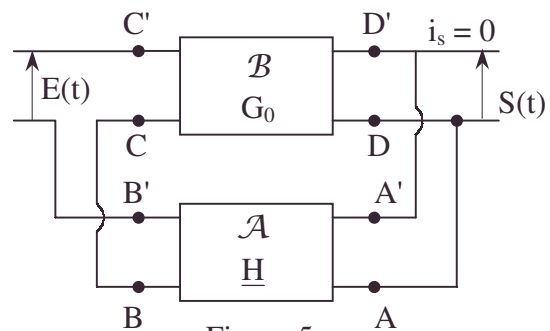 C' D' i_s = 0
ℬ
E(t) G₀ S(t)
C D
B' A'
𝒜
H
B A